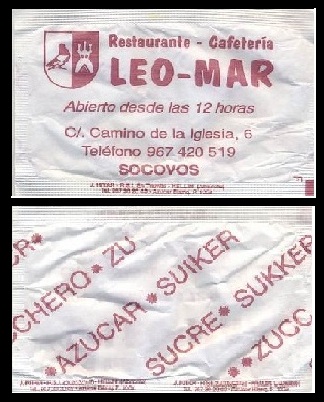 Restaurante - Cafetería
LEO-MAR
Abierto desde las 12 horas
C/. Camino de la Iglesia, 6
Teléfono 967 420 519
SOCOVOS
CCHERO * ZU
* AZUCAR * SUIKER
SUCRE * SUKKER
* ZUCC